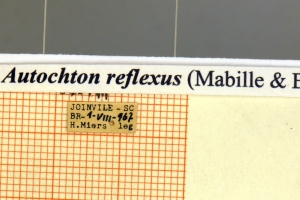 Autochton reflexus (Mabille & B
JOINVILE - SC
BR-1-VIII-967
H.Miers leg